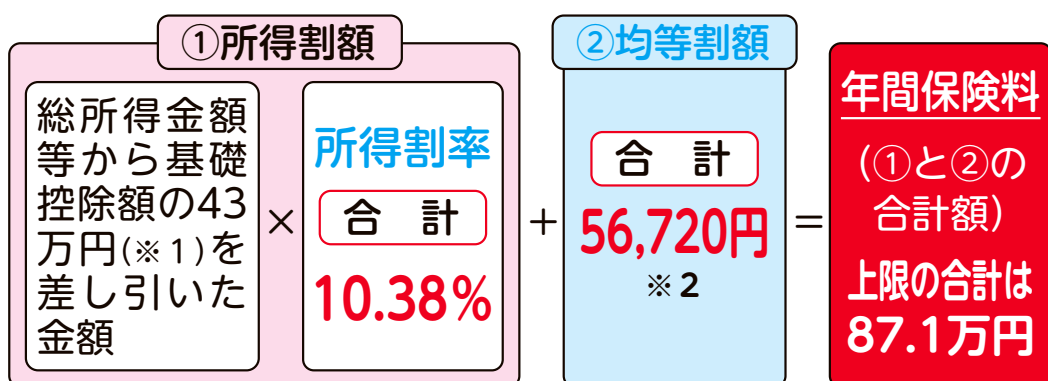 ①所得割額
総所得金額
等から基礎
控除額の43
万円(※1)を
差し引いた
金額
×
所得割率
合 計
10.38%
+
②均等割額
合 計
56,720円
※2
=
年間保険料
(①と②の
合計額)
上限の合計は
87.1万円